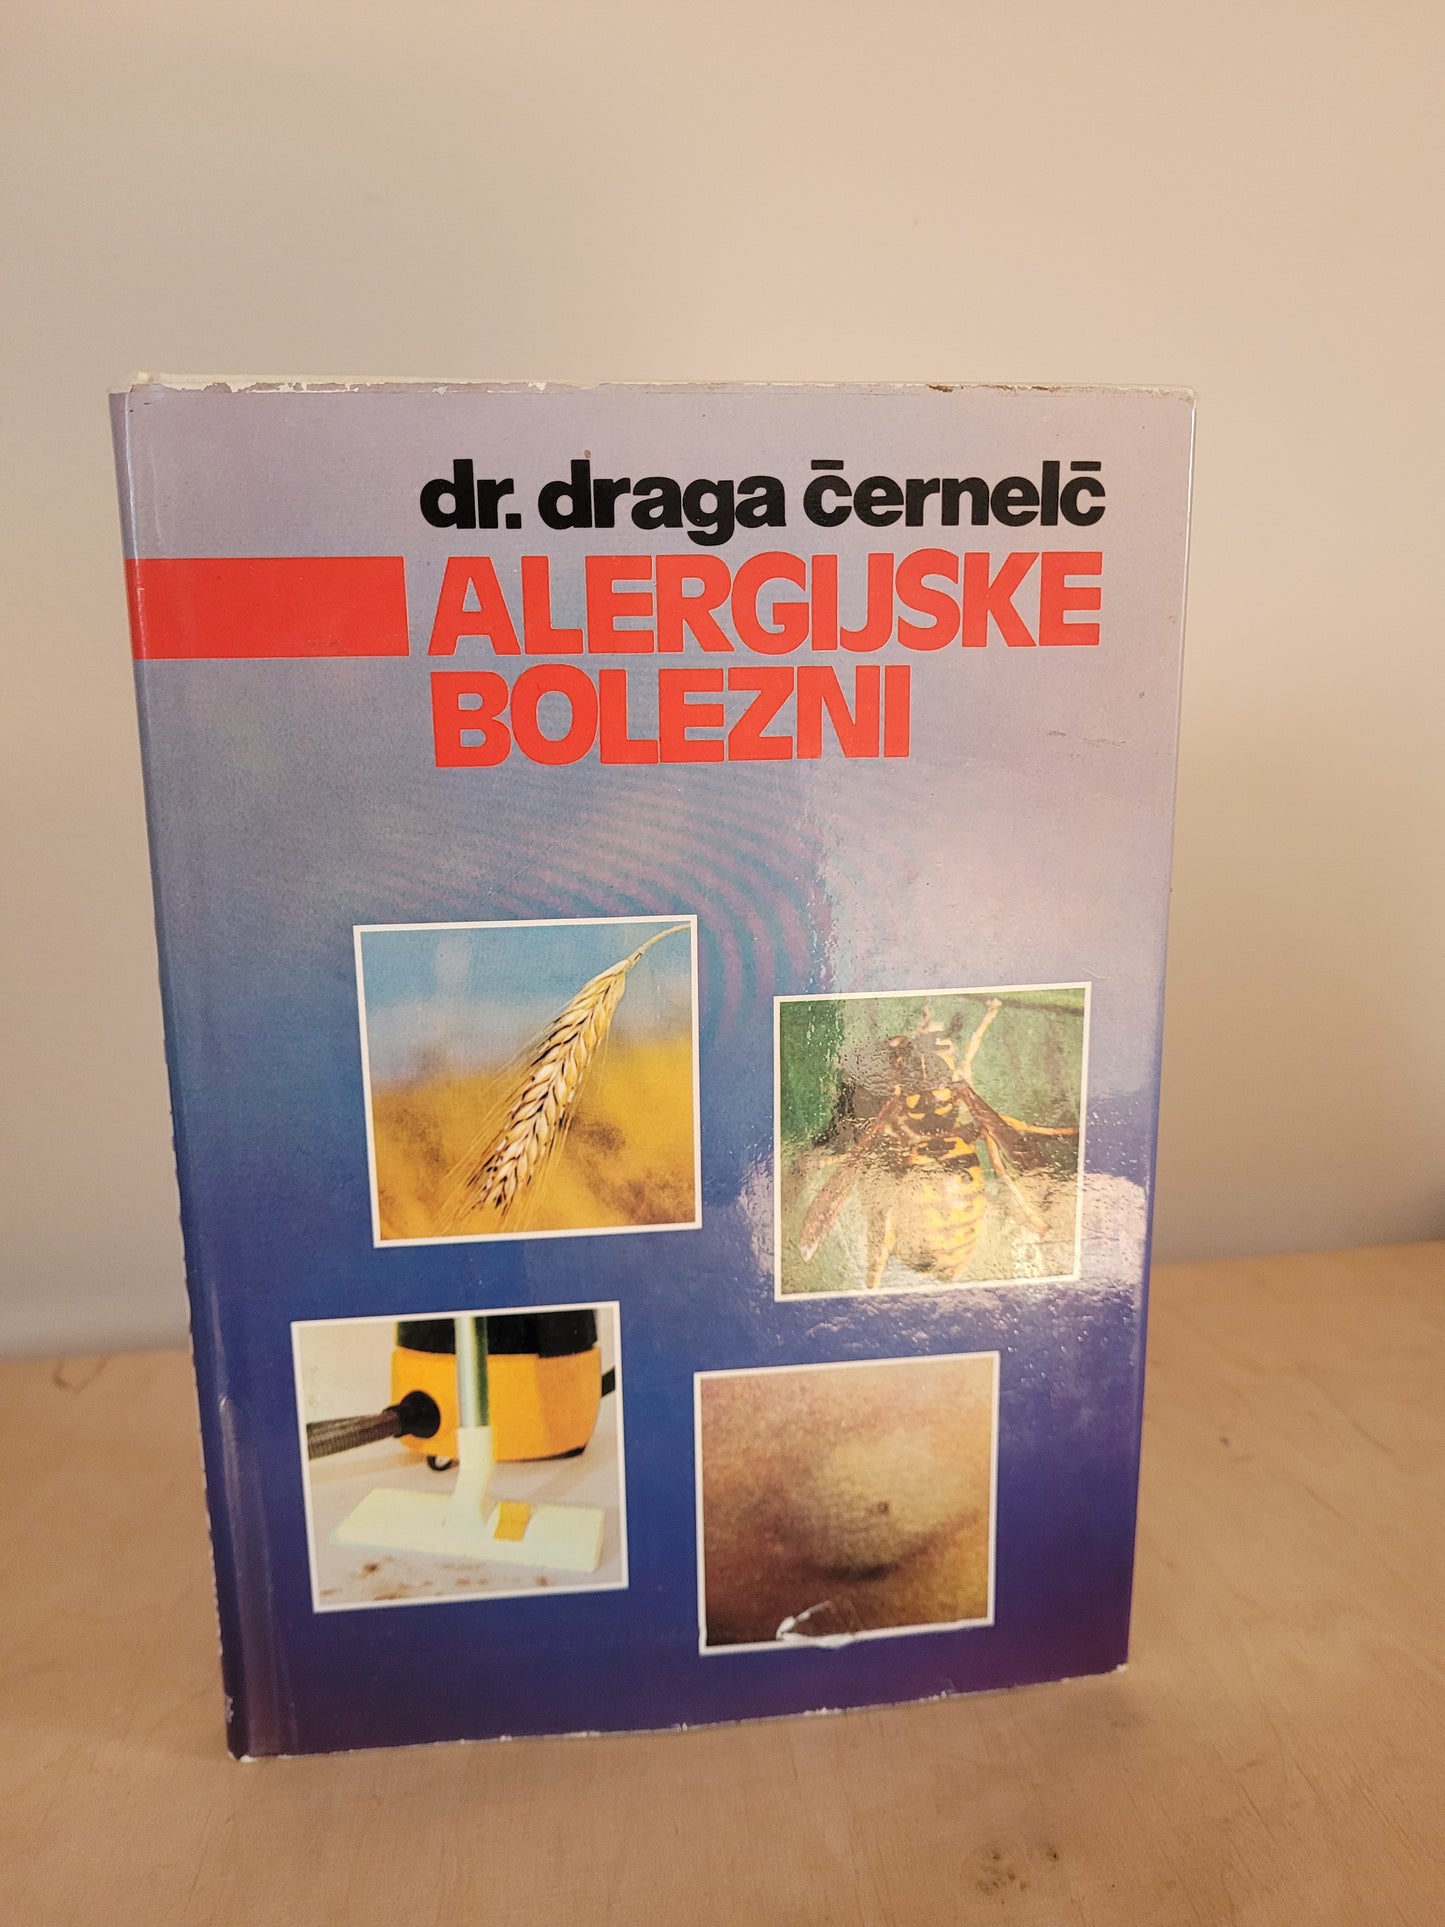 dr. draga černelč
ALERGIJSKE
BOLEZNI